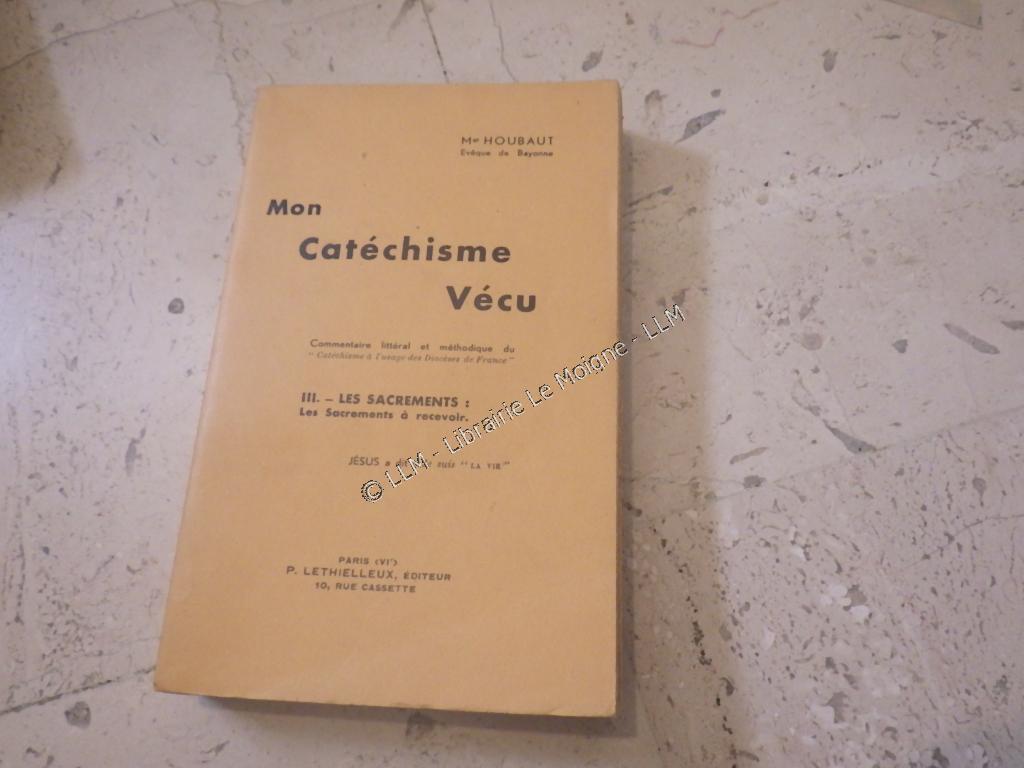 Mgr HOUBAUT
Evêque de Bayonne
Mon
Catéchisme
Vécu
Commentaire littéral et méthodique du
"Catéchisme à l'usage des Diocèses de France"
III. – LES SACREMENTS :
Les Sacrements à recevoir.
JÉSUS a suis "LA VIE"
PARIS (VIe)
P. LETHIELLEUX, ÉDITEUR
10, RUE CASSETTE
© LLM - Librairie Le Moigne - LLM